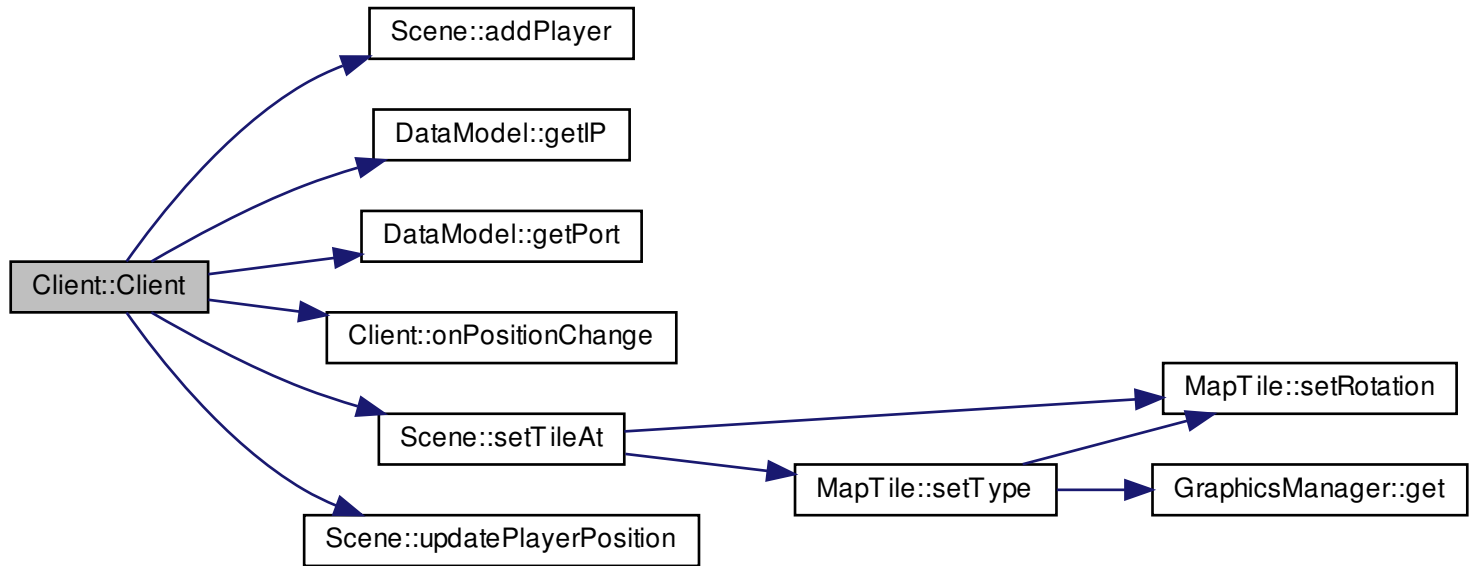 Scene::addPlayer
DataModel::getIP
DataModel::getPort
Client::Client
Client::onPositionChange
MapTile::setRotation
Scene::setTileAt
MapTile::setType
GraphicsManager::get
Scene::updatePlayerPosition